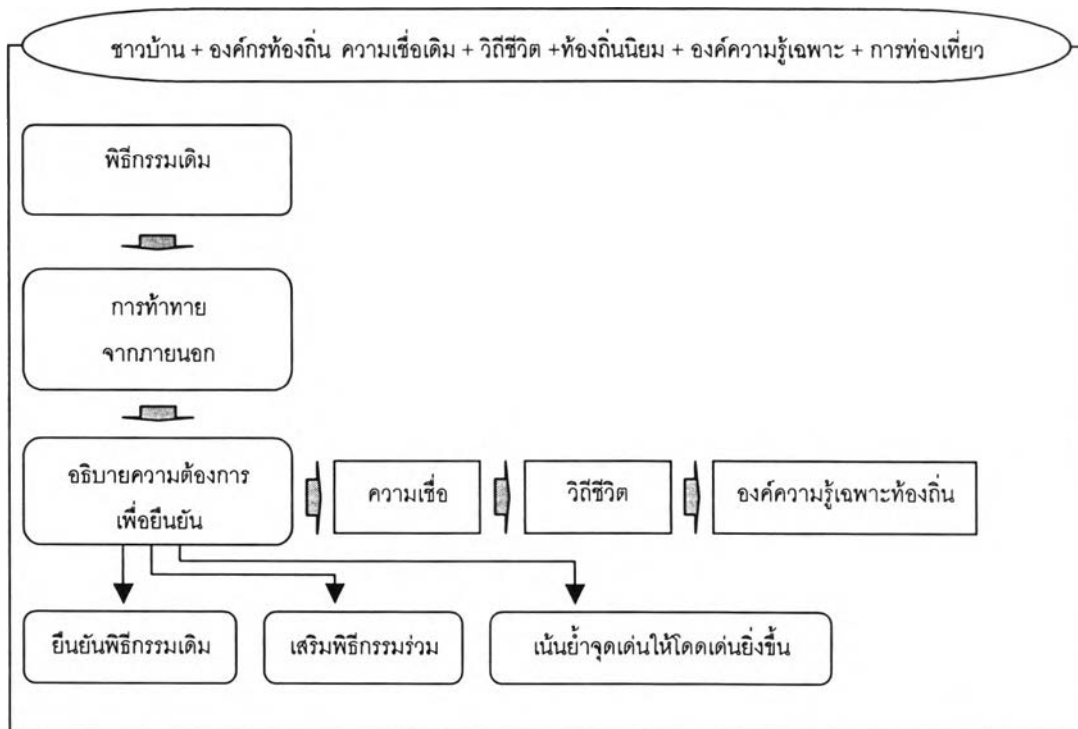 ชาวบ้าน + องค์กรท้องถิ่น ความเชื่อเดิม + วิถีชีวิต +ท้องถิ่นนิยม + องค์ความรู้เฉพาะ + การท่องเที่ยว
พิธีกรรมเดิม
การท้าทาย
จากภายนอก
อธิบายความต้องการ
เพื่อยืนยัน
ความเชื่อ
วิถีชีวิต
องค์ความรู้เฉพาะท้องถิ่น
ยืนยันพิธีกรรมเดิม
เสริมพิธีกรรมร่วม
เน้นย้ำจุดเด่นให้โดดเด่นยิ่งขึ้น